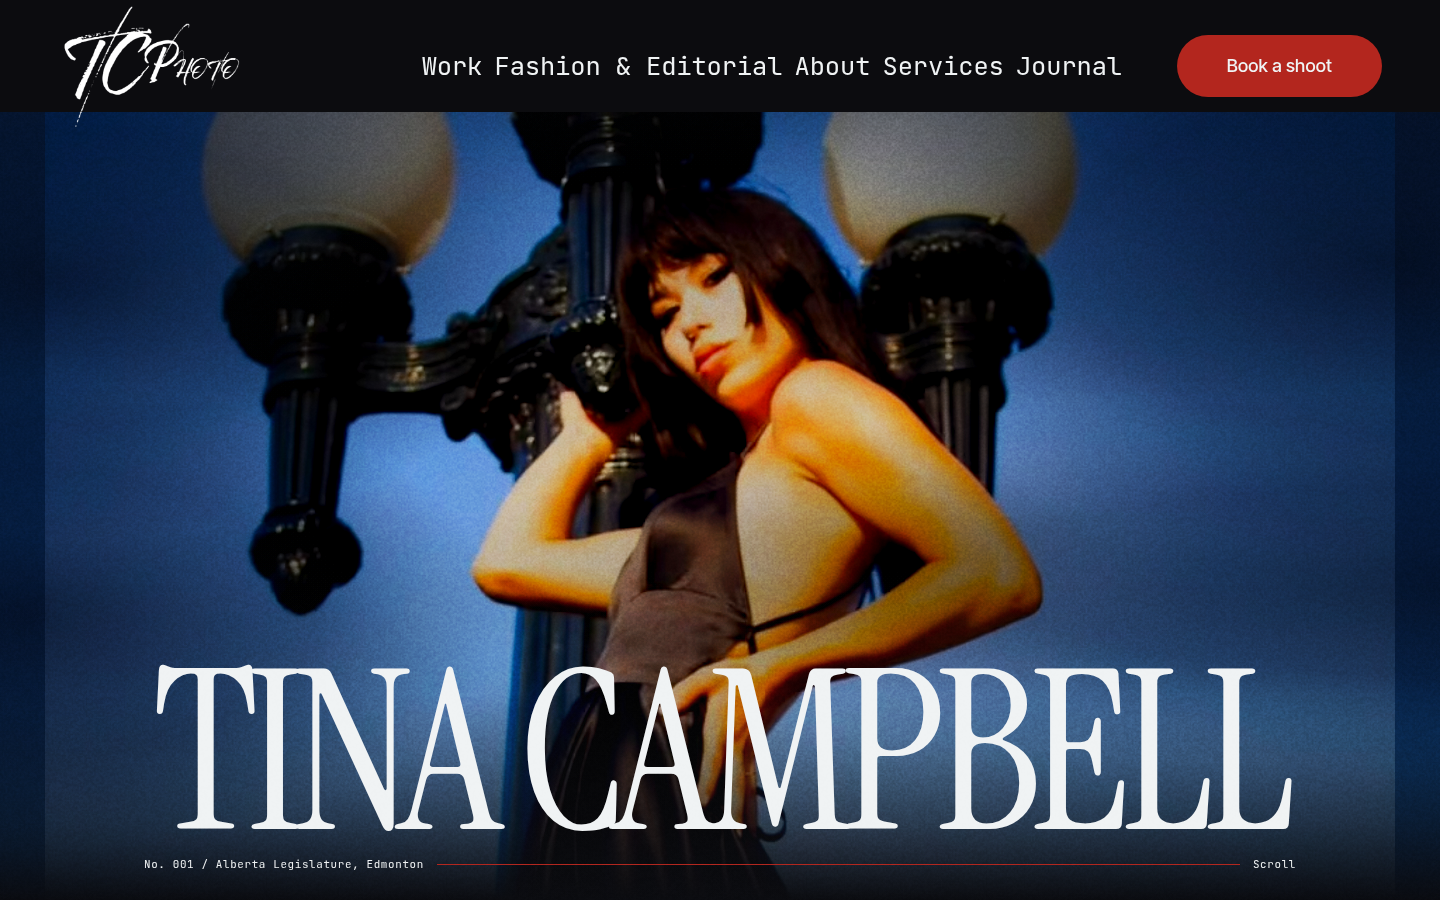 TCPHOTO
Work Fashion & Editorial About Services Journal
Book a shoot
TINA CAMPBELL
No. 001 / Alberta Legislature, Edmonton
Scroll